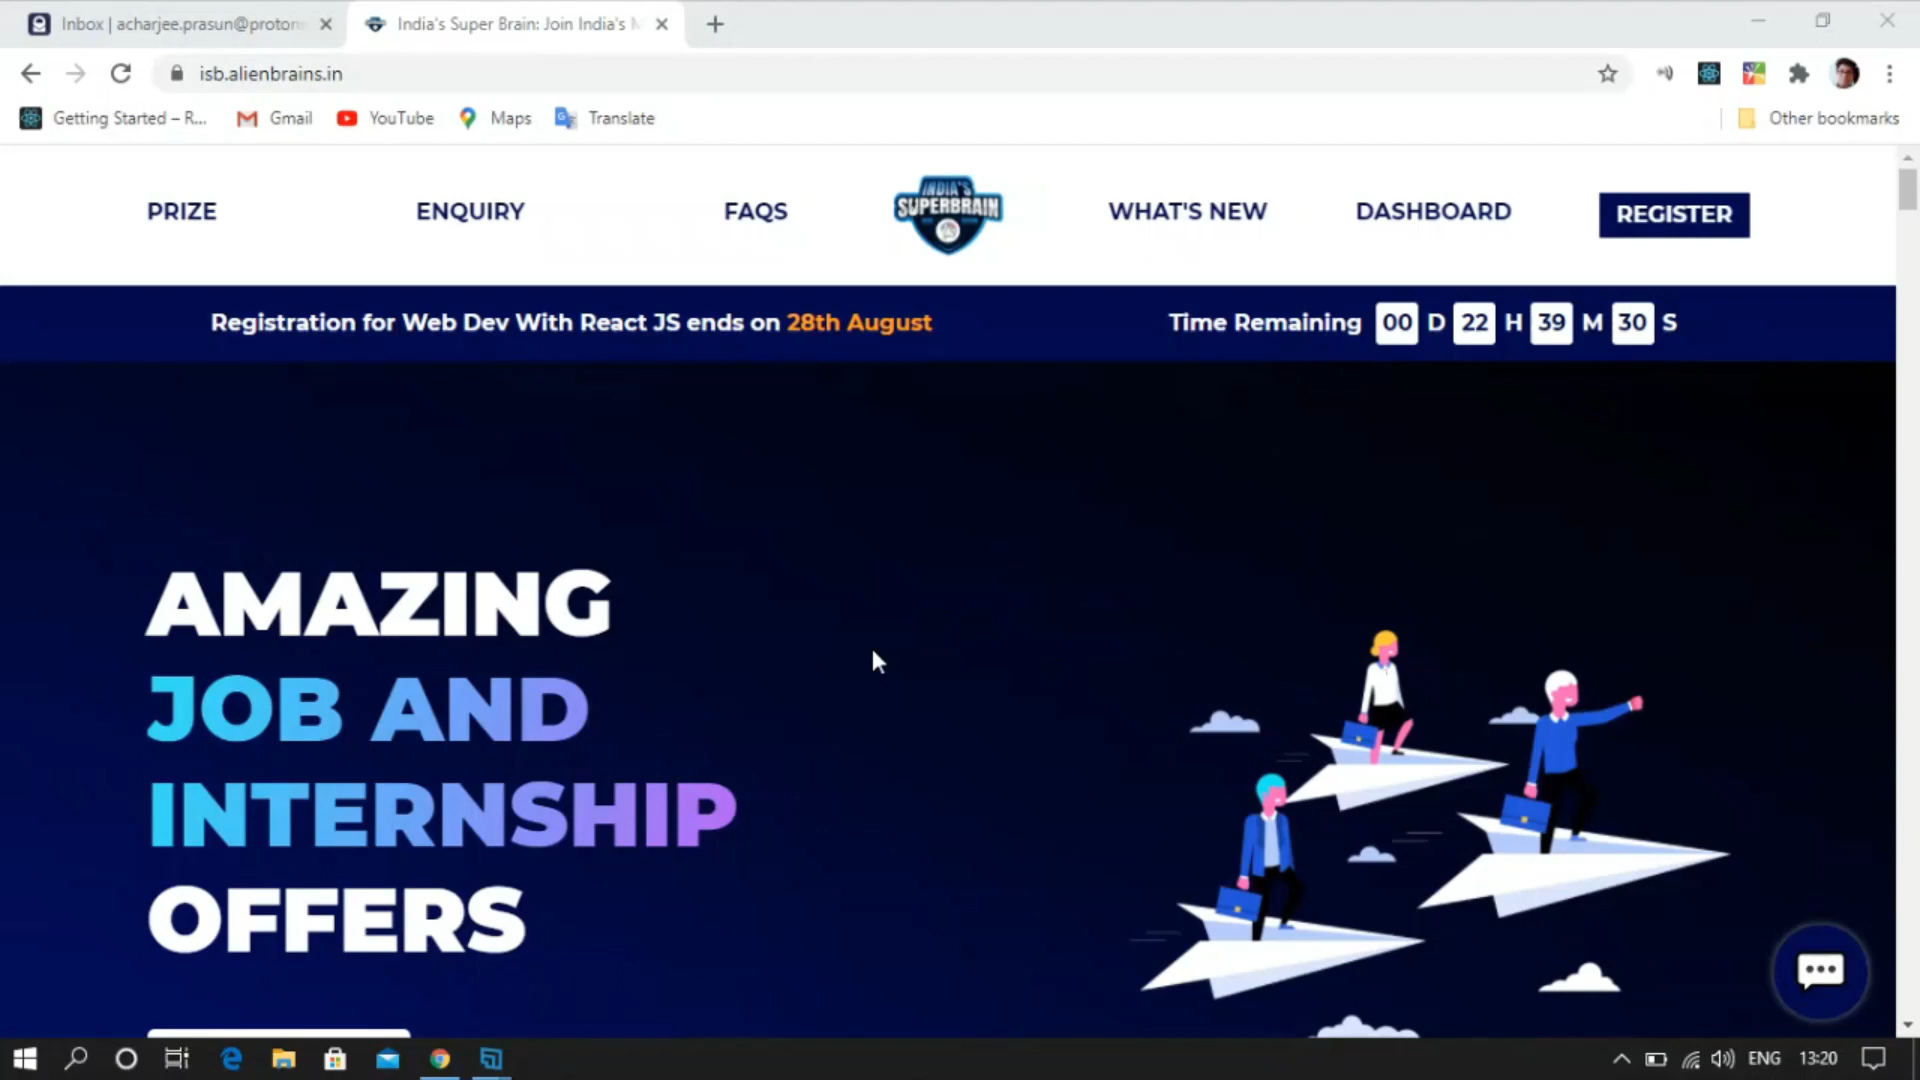 Inbox | acharjee.prasun@proton
India's Super Brain: Join India's
isb.alienbrains.in
Getting Started – R...
Gmail
YouTube
Maps
Translate
Other bookmarks
PRIZE
ENQUIRY
FAQS
INDIA'S
SUPERBRAIN
WHAT'S NEW
DASHBOARD
REGISTER
Registration for Web Dev With React JS ends on 28th August
Time Remaining 00 D 22 H 39 M 30 S
AMAZING
JOB AND
INTERNSHIP
OFFERS
ENG
13:20